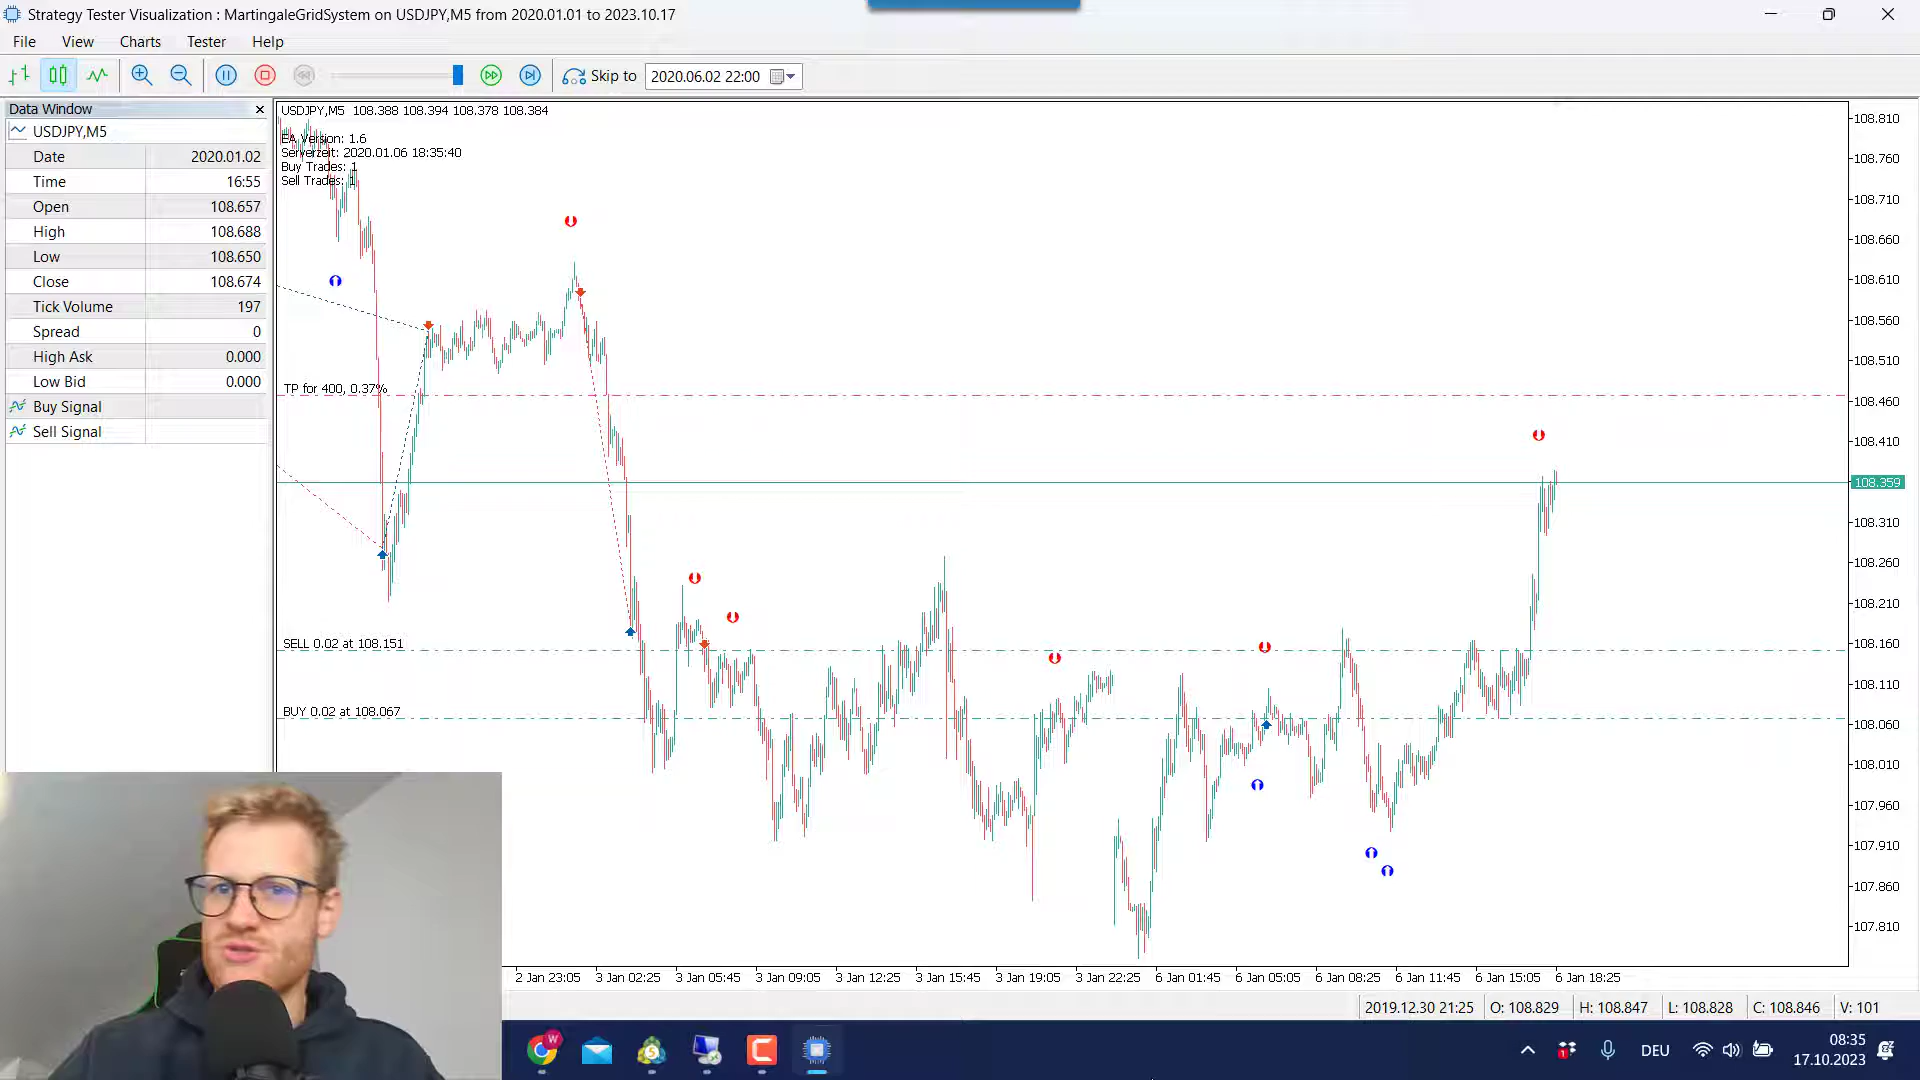 Strategy Tester Visualization : MartingaleGridSystem on USDJPY,M5 from 2020.01.01 to 2023.10.17
File View Charts Tester Help
Skip to 2020.06.02 22:00
Data Window
USDJPY,M5
Date 2020.01.02
Time 16:55
Open 108.657
High 108.688
Low 108.650
Close 108.674
Tick Volume 197
Spread 0
High Ask 0.000
Low Bid 0.000
Buy Signal
Sell Signal
USDJPY,M5 108.388 108.394 108.378 108.384
EA Version: 1.6
Serverzeit: 2020.01.06 18:35:40
Buy Trades: 1
Sell Trades: 1
TP for 400, 0.37%
SELL 0.02 at 108.151
BUY 0.02 at 108.067
108.810
108.760
108.710
108.660
108.610
108.560
108.510
108.460
108.410
108.359
108.310
108.260
108.210
108.160
108.110
108.060
108.010
107.960
107.910
107.860
107.810
2 Jan 23:05 3 Jan 02:25 3 Jan 05:45 3 Jan 09:05 3 Jan 12:25 3 Jan 15:45 3 Jan 19:05 3 Jan 22:25 6 Jan 01:45 6 Jan 05:05 6 Jan 08:25 6 Jan 11:45 6 Jan 15:05 6 Jan 18:25
2019.12.30 21:25 O: 108.829 H: 108.847 L: 108.828 C: 108.846 V: 101
W
1
DEU
08:35
17.10.2023